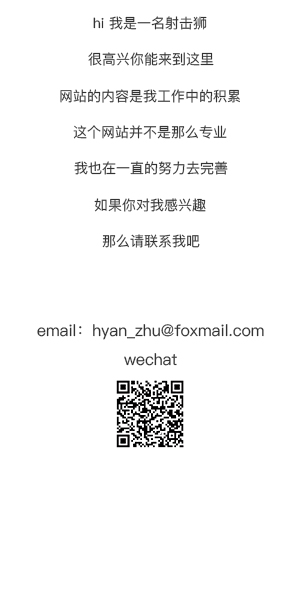 hi 我是一名射击狮
很高兴你能来到这里
网站的内容是我工作中的积累
这个网站并不是那么专业
我也在一直的努力去完善
如果你对我感兴趣
那么请联系我吧
email：hyan_zhu@foxmail.com
wechat